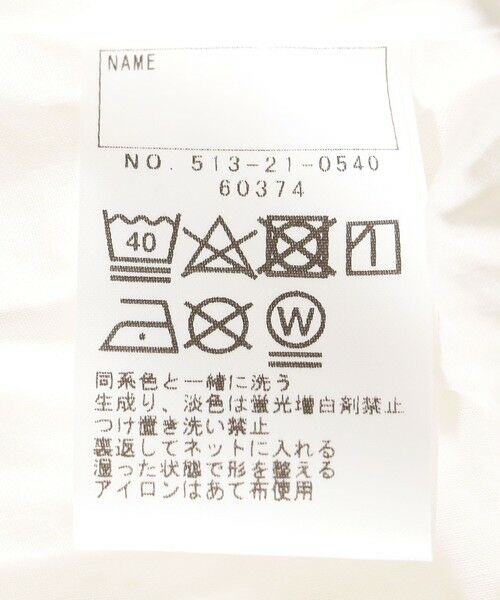 NAME
NO. 513-21-0540
60374
40
W
同系色と一緒に洗う
生成り、淡色は蛍光増白剤禁止
つけ置き洗い禁止
裏返してネットに入れる
湿った状態で形を整える
アイロンはあて布使用